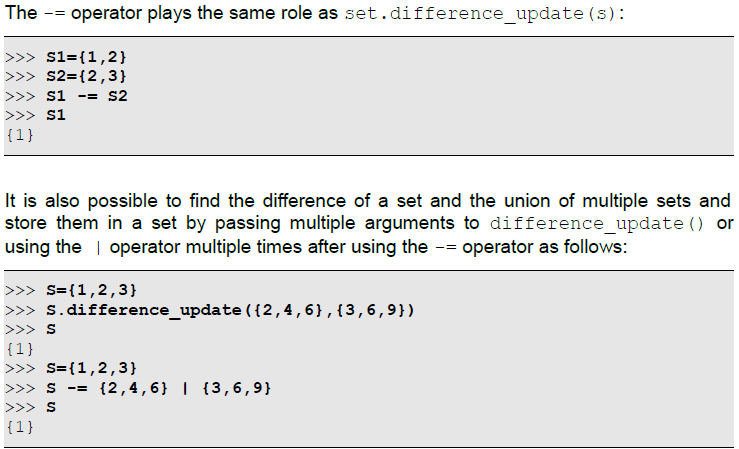 The -= operator plays the same role as set.difference_update(s):
>>> S1={1,2}
>>> S2={2,3}
>>> S1 -= S2
>>> S1
{1}
It is also possible to find the difference of a set and the union of multiple sets and
store them in a set by passing multiple arguments to difference_update() or
using the | operator multiple times after using the -= operator as follows:
>>> S={1,2,3}
>>> S.difference_update({2,4,6},{3,6,9})
>>> S
{1}
>>> S={1,2,3}
>>> S -= {2,4,6} | {3,6,9}
>>> S
{1}